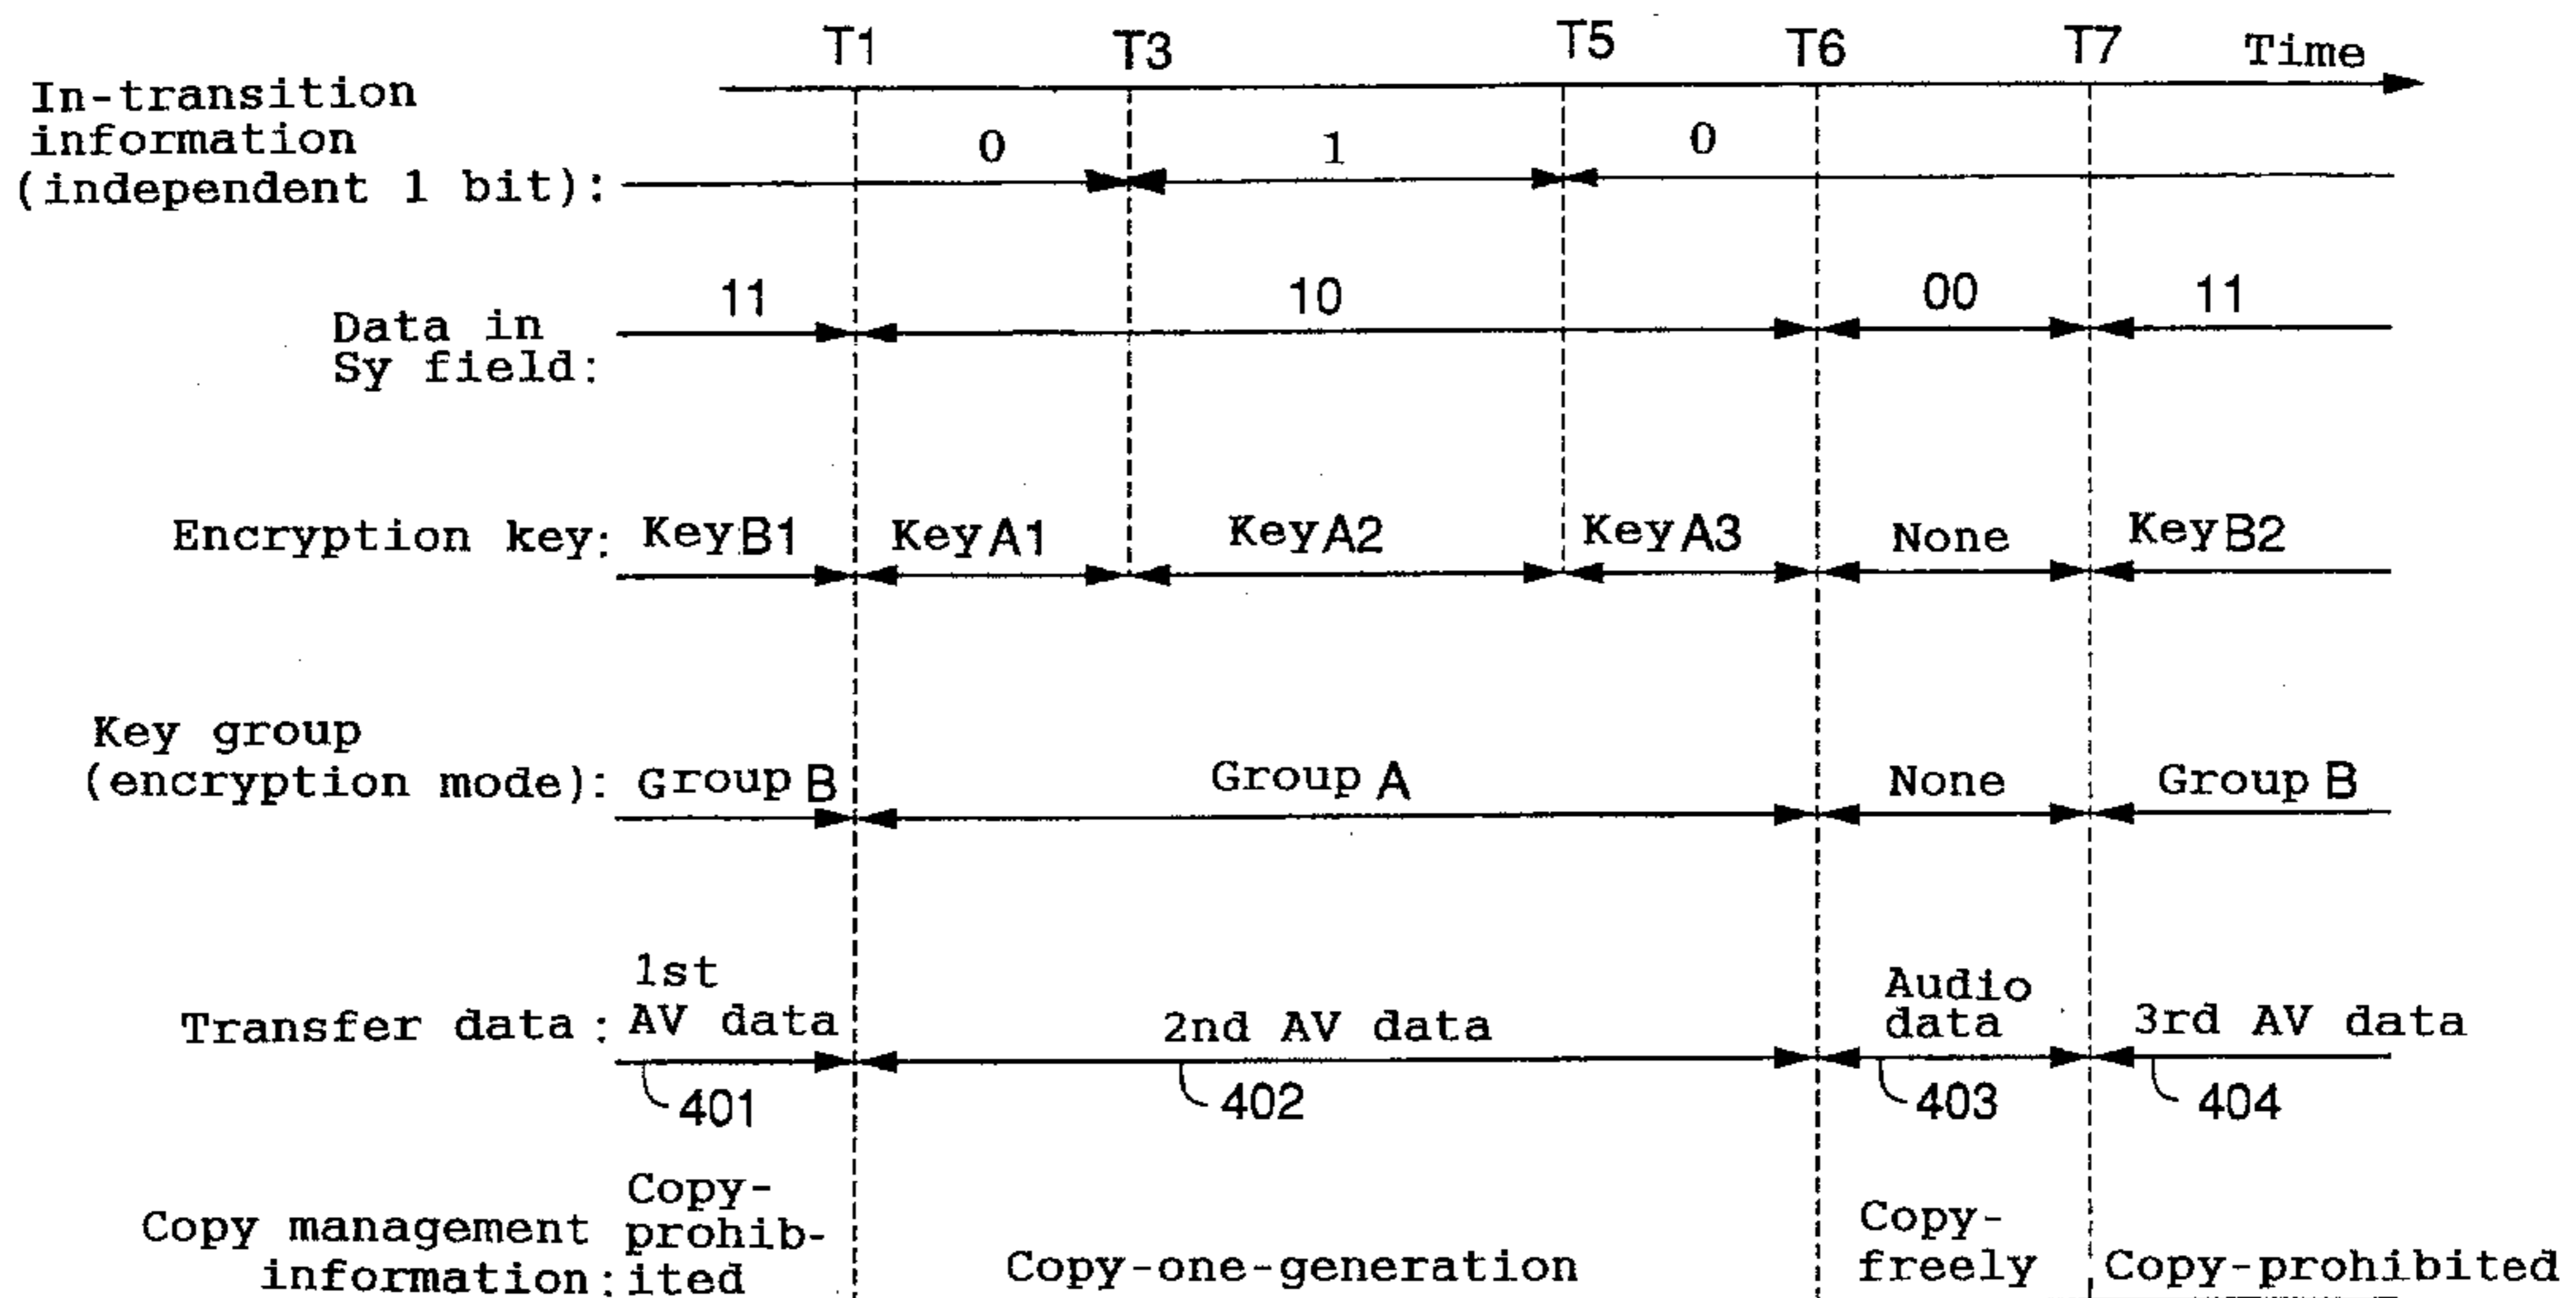 T1 T3 T5 T6 T7 Time
In-transition
information
(independent 1 bit):
0 1 0
Data in
Sy field:
11 10 00 11
Encryption key: KeyB1 KeyA1 KeyA2 KeyA3 None KeyB2
Key group
(encryption mode): Group B Group A None Group B
Transfer data: 1st
AV data 2nd AV data Audio
data 3rd AV data
401 402 403 404
Copy management
information: Copy-
prohib-
ited Copy-one-generation Copy-
freely Copy-prohibited